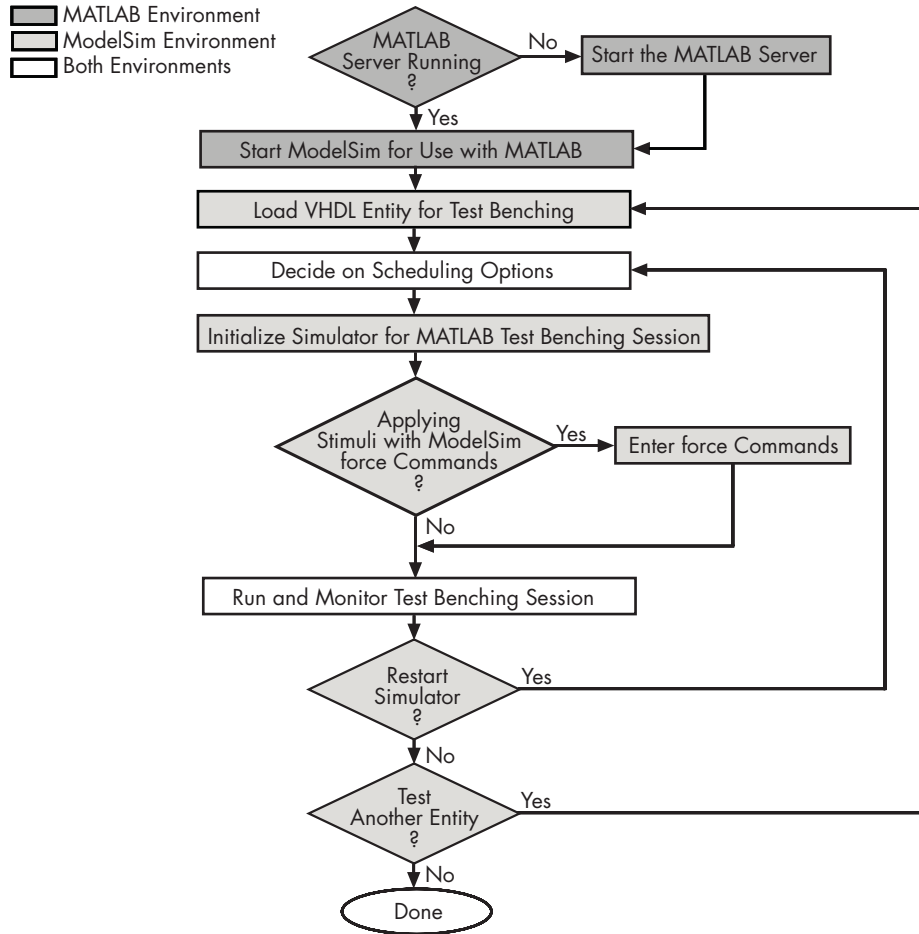 MATLAB Environment
ModelSim Environment
Both Environments
MATLAB
Server Running
?
No
Start the MATLAB Server
Yes
Start ModelSim for Use with MATLAB
Load VHDL Entity for Test Benching
Decide on Scheduling Options
Initialize Simulator for MATLAB Test Benching Session
Applying
Stimuli with ModelSim
force Commands
?
Yes
Enter force Commands
No
Run and Monitor Test Benching Session
Restart
Simulator
?
Yes
No
Test
Another Entity
?
Yes
No
Done